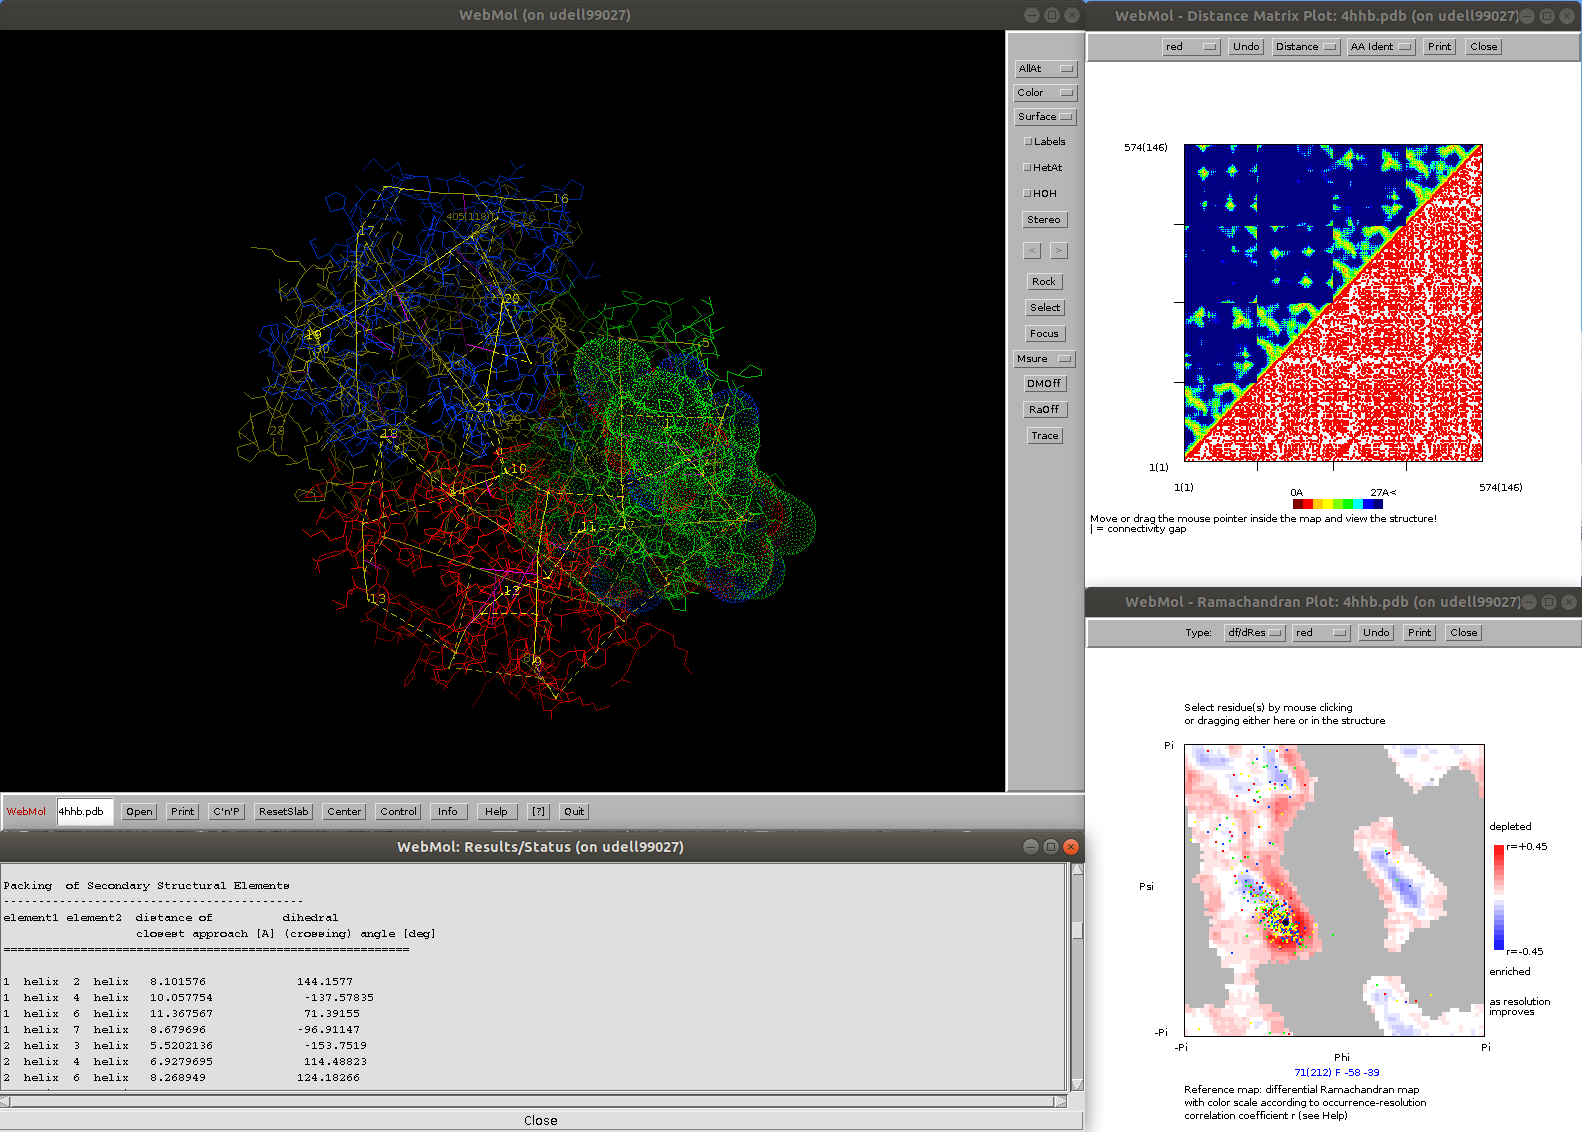 WebMol (on udell99027)
AllAt
Color
Surface
Labels
HetAt
HOH
Stereo
< >
Rock
Select
Focus
Msure
DMOff
RaOff
Trace
16
405(118)
26
17
20
19
5
28
18
10
14
11
7
12
13
8
9
WebMol 4hhb.pdb Open Print C'n'P ResetSlab Center Control Info Help [?] Quit
WebMol: Results/Status (on udell99027)
Packing of Secondary Structural Elements
------------------------------------------
element1 element2 distance of dihedral
closest approach [A] (crossing) angle [deg]
==========================================================
1 helix 2 helix 8.101576 144.1577
1 helix 4 helix 10.057754 -137.57835
1 helix 6 helix 11.367567 71.39155
1 helix 7 helix 8.679696 -96.91147
2 helix 3 helix 5.5202136 -153.7519
2 helix 4 helix 6.9279695 114.48823
2 helix 6 helix 8.268949 124.18266
Close
WebMol - Distance Matrix Plot: 4hhb.pdb (on udell99027)
red Undo Distance AA Ident Print Close
574(146)
1(1)
1(1) 574(146)
0A 27A<
Move or drag the mouse pointer inside the map and view the structure!
| = connectivity gap
WebMol - Ramachandran Plot: 4hhb.pdb (on udell99027)
Type: df/dRes red Undo Print Close
Select residue(s) by mouse clicking
or dragging either here or in the structure
Pi
Psi
-Pi
-Pi Pi
Phi
71(212) F -58 -39
depleted
r=+0.45
r=-0.45
enriched
as resolution
improves
Reference map: differential Ramachandran map
with color scale according to occurrence-resolution
correlation coefficient r (see Help)